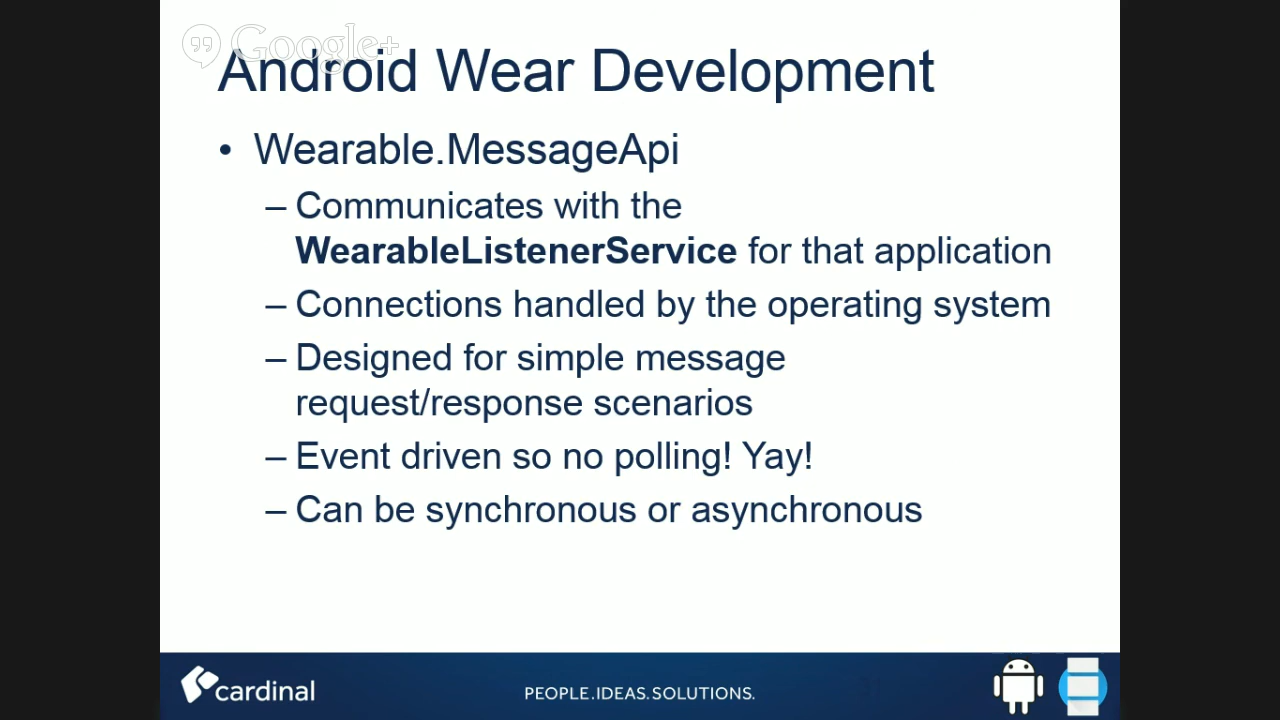 Google+
Android Wear Development
• Wearable.MessageApi
– Communicates with the
WearableListenerService for that application
– Connections handled by the operating system
– Designed for simple message
request/response scenarios
– Event driven so no polling! Yay!
– Can be synchronous or asynchronous
cardinal
PEOPLE.IDEAS.SOLUTIONS.